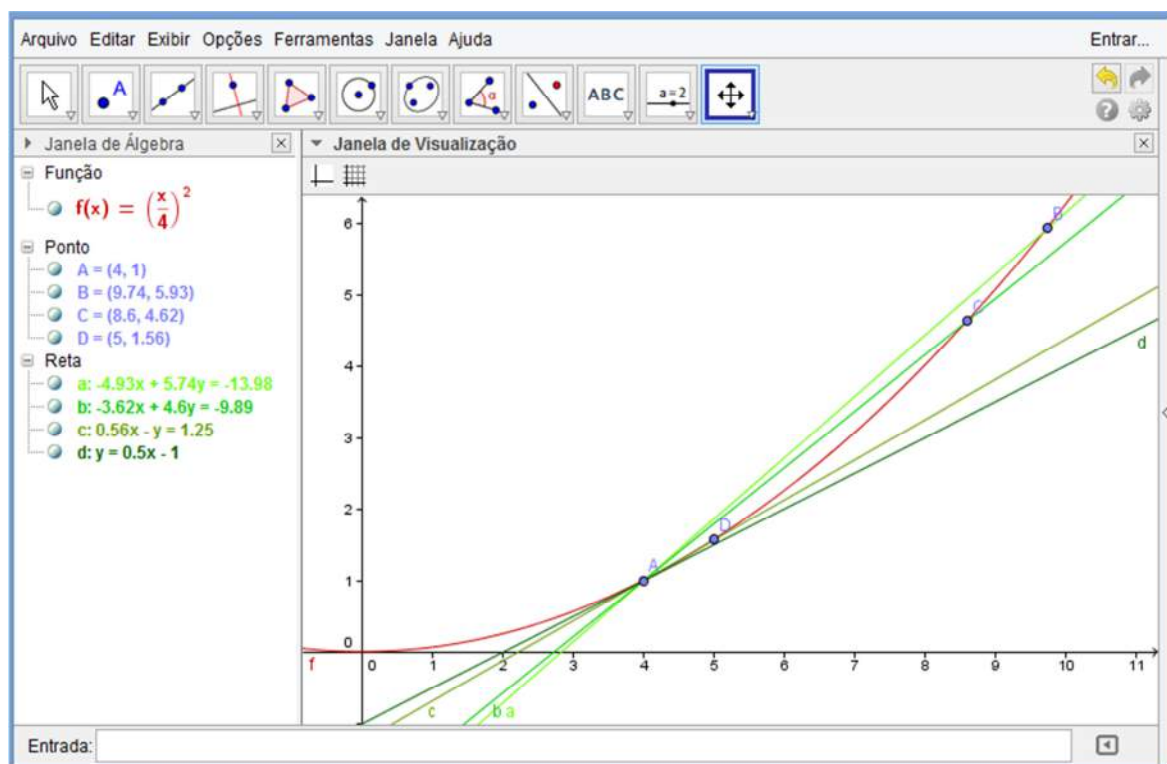 Arquivo Editar Exibir Opções Ferramentas Janela Ajuda Entrar...
A ABC a=2
Janela de Álgebra
Função
f(x) = (x/4)²
Ponto
A = (4, 1)
B = (9.74, 5.93)
C = (8.6, 4.62)
D = (5, 1.56)
Reta
a: -4.93x + 5.74y = -13.98
b: -3.62x + 4.6y = -9.89
c: 0.56x - y = 1.25
d: y = 0.5x - 1
Janela de Visualização
6
B
5
C
4
d
3
2
D
A
1
0
f 0 1 2 3 4 5 6 7 8 9 10 11
c b a
Entrada: